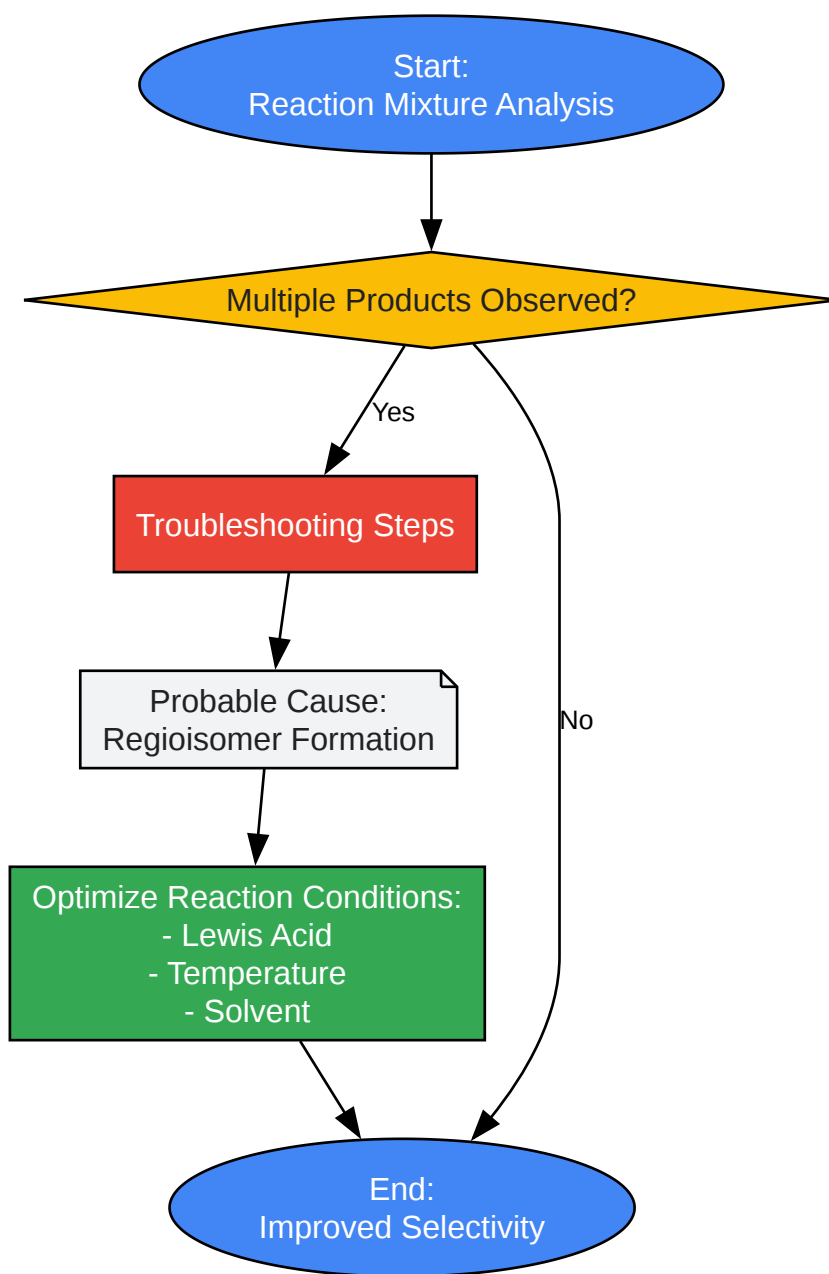 Start:
Reaction Mixture Analysis
Multiple Products Observed?
Yes
Troubleshooting Steps
Probable Cause:
Regioisomer Formation
No
Optimize Reaction Conditions:
- Lewis Acid
- Temperature
- Solvent
End:
Improved Selectivity